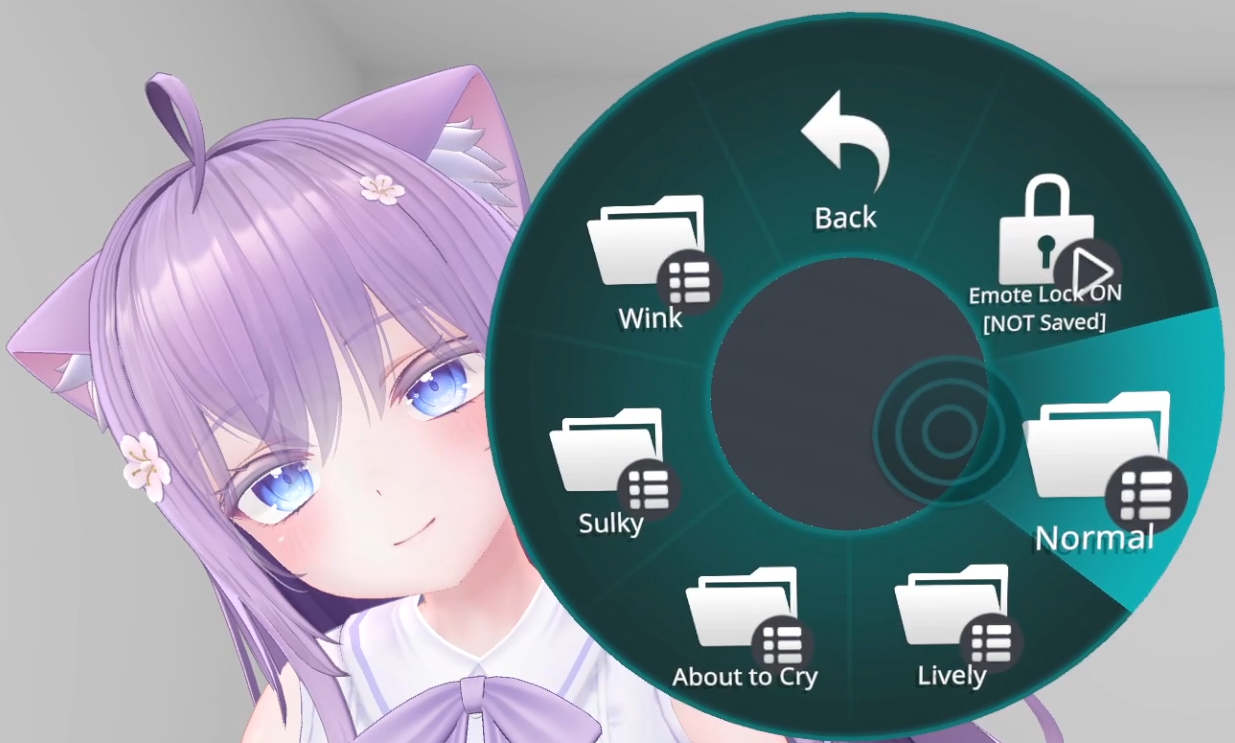 Back
Emote Lock ON
[NOT Saved]
Wink
Normal
Sulky
About to Cry
Lively